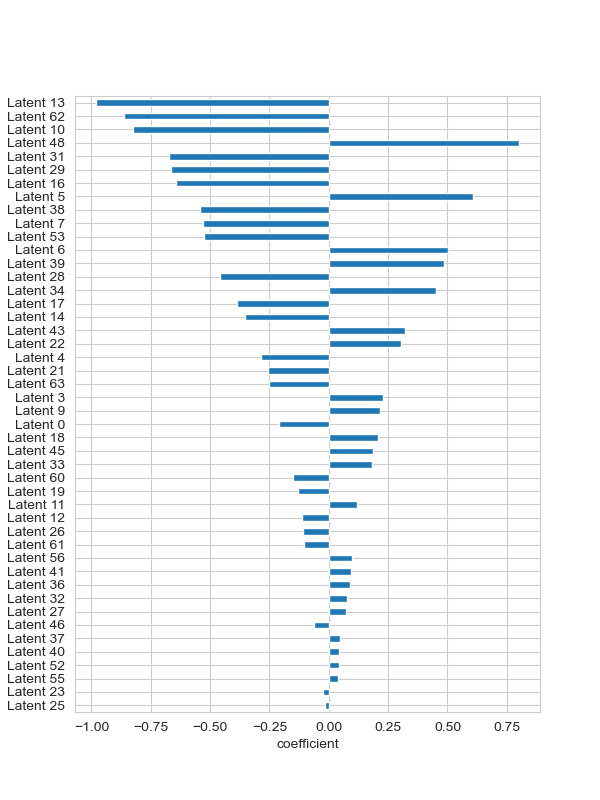 Latent 13
Latent 62
Latent 10
Latent 48
Latent 31
Latent 29
Latent 16
Latent 5
Latent 38
Latent 7
Latent 53
Latent 6
Latent 39
Latent 28
Latent 34
Latent 17
Latent 14
Latent 43
Latent 22
Latent 4
Latent 21
Latent 63
Latent 3
Latent 9
Latent 0
Latent 18
Latent 45
Latent 33
Latent 60
Latent 19
Latent 11
Latent 12
Latent 26
Latent 61
Latent 56
Latent 41
Latent 36
Latent 32
Latent 27
Latent 46
Latent 37
Latent 40
Latent 52
Latent 55
Latent 23
Latent 25
−1.00 −0.75 −0.50 −0.25 0.00 0.25 0.50 0.75
coefficient